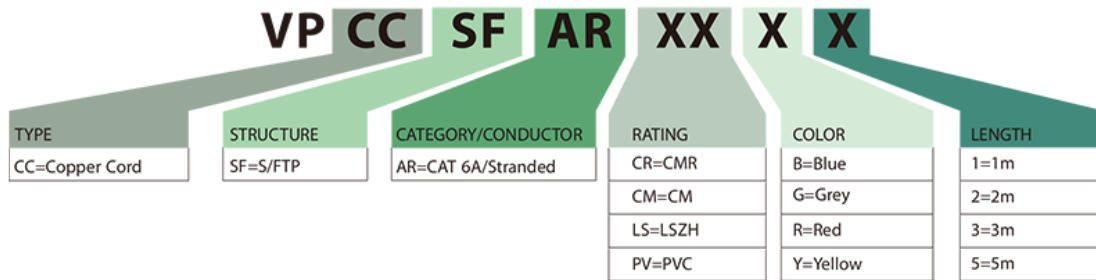 VP CC SF AR XX X X
TYPE STRUCTURE CATEGORY/CONDUCTOR RATING COLOR LENGTH
CC=Copper Cord SF=S/FTP AR=CAT 6A/Stranded CR=CMR B=Blue 1=1m
CM=CM G=Grey 2=2m
LS=LSZH R=Red 3=3m
PV=PVC Y=Yellow 5=5m